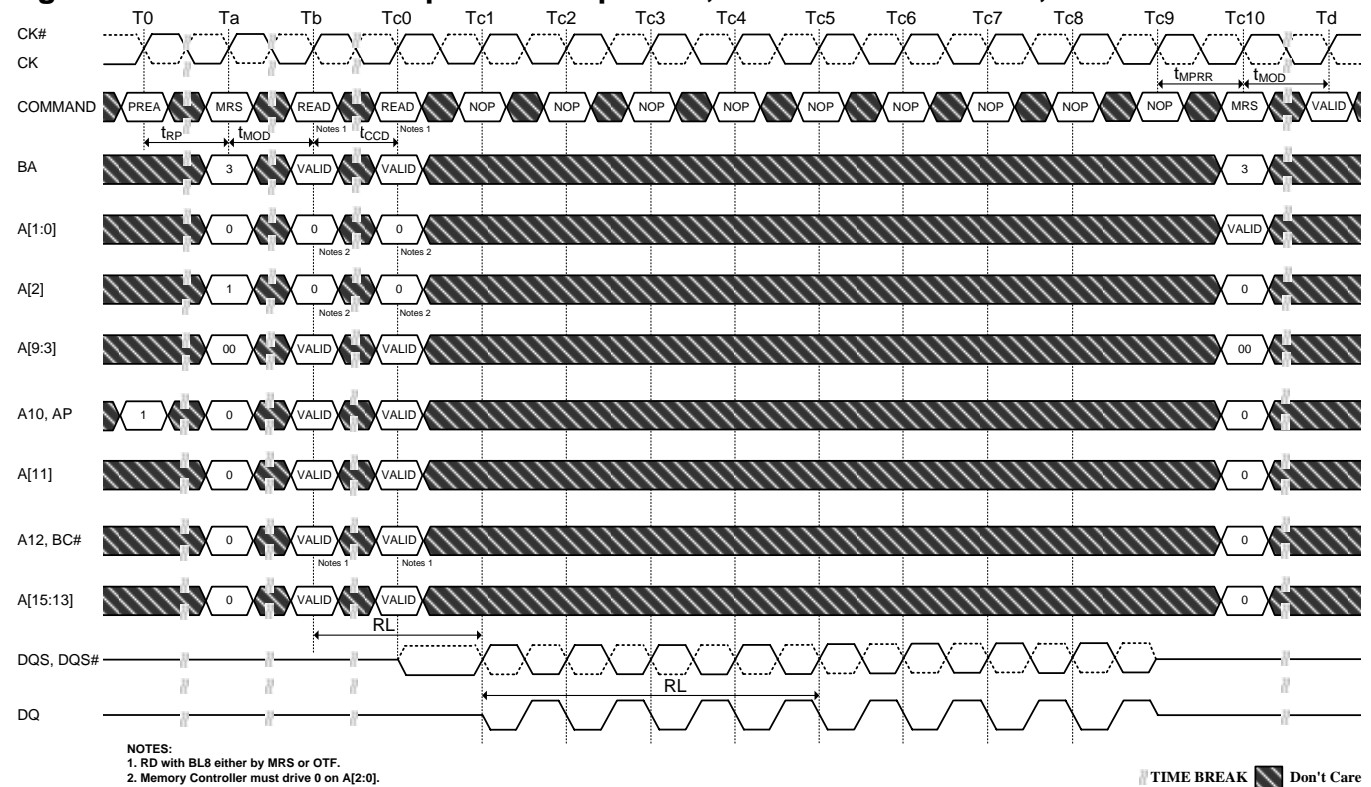 T0 Ta Tb Tc0 Tc1 Tc2 Tc3 Tc4 Tc5 Tc6 Tc7 Tc8 Tc9 Tc10 Td
CK#
CK
tMPRR tMOD
COMMAND PREA MRS READ READ NOP NOP NOP NOP NOP NOP NOP NOP NOP MRS VALID
Notes 1 Notes 1
tRP tMOD tCCD
BA 3 VALID VALID 3
A[1:0] 0 0 0 VALID
Notes 2 Notes 2
A[2] 1 0 0 0
Notes 2 Notes 2
A[9:3] 00 VALID VALID 00
A10, AP 1 0 VALID VALID 0
A[11] 0 VALID VALID 0
A12, BC# 0 VALID VALID 0
Notes 1 Notes 1
A[15:13] 0 VALID VALID 0
RL
DQS, DQS#
RL
DQ
NOTES:
1. RD with BL8 either by MRS or OTF.
2. Memory Controller must drive 0 on A[2:0].
TIME BREAK Don't Care